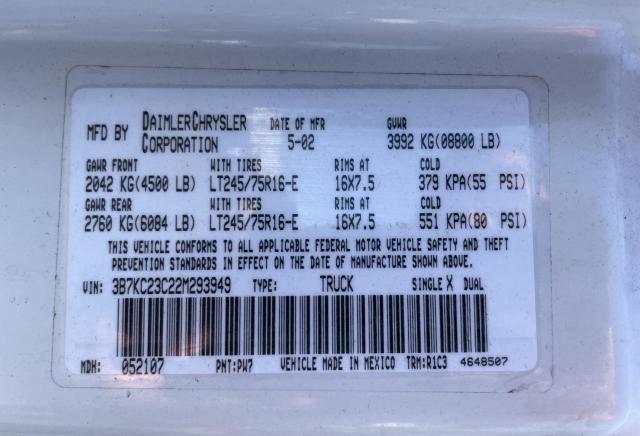 MFD BY DAIMLERCHRYSLER CORPORATION DATE OF MFR 5-02 GVWR 3992 KG(08800 LB)
GAWR FRONT WITH TIRES RIMS AT COLD
2042 KG(4500 LB) LT245/75R16-E 16X7.5 379 KPA(55 PSI)
GAWR REAR WITH TIRES RIMS AT COLD
2760 KG(6084 LB) LT245/75R16-E 16X7.5 551 KPA(80 PSI)
THIS VEHICLE CONFORMS TO ALL APPLICABLE FEDERAL MOTOR VEHICLE SAFETY AND THEFT
PREVENTION STANDARDS IN EFFECT ON THE DATE OF MANUFACTURE SHOWN ABOVE.
VIN: 3B7KC23C22M293949 TYPE: TRUCK SINGLE X DUAL
MDH: 052107 PNT:PW7 VEHICLE MADE IN MEXICO TRM:R1C3 4648507